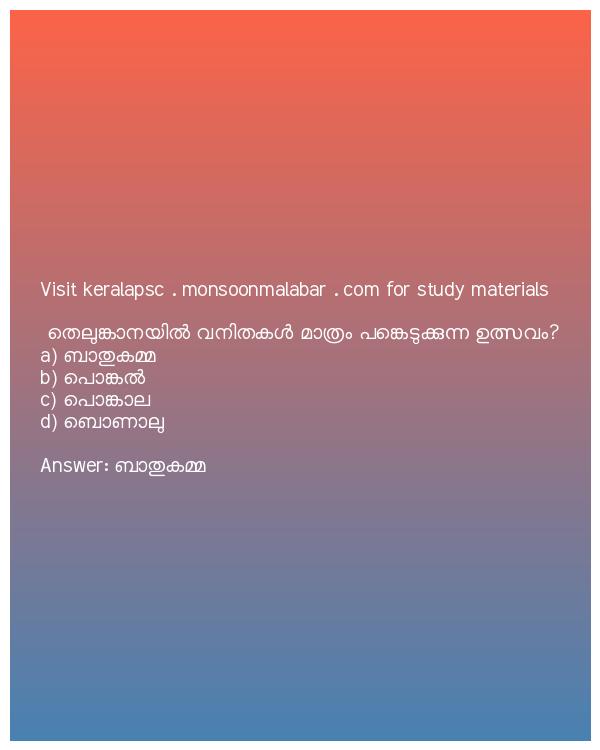 Visit keralapsc . monsoonmalabar . com for study materials
തെലുങ്കാനയിൽ വനിതകൾ മാത്രം പങ്കെടുക്കുന്ന ഉത്സവം?
a) ബാതുകമ്മ
b) പൊങ്കൽ
c) പൊങ്കാല
d) ബൊണാലു
Answer: ബാതുകമ്മ